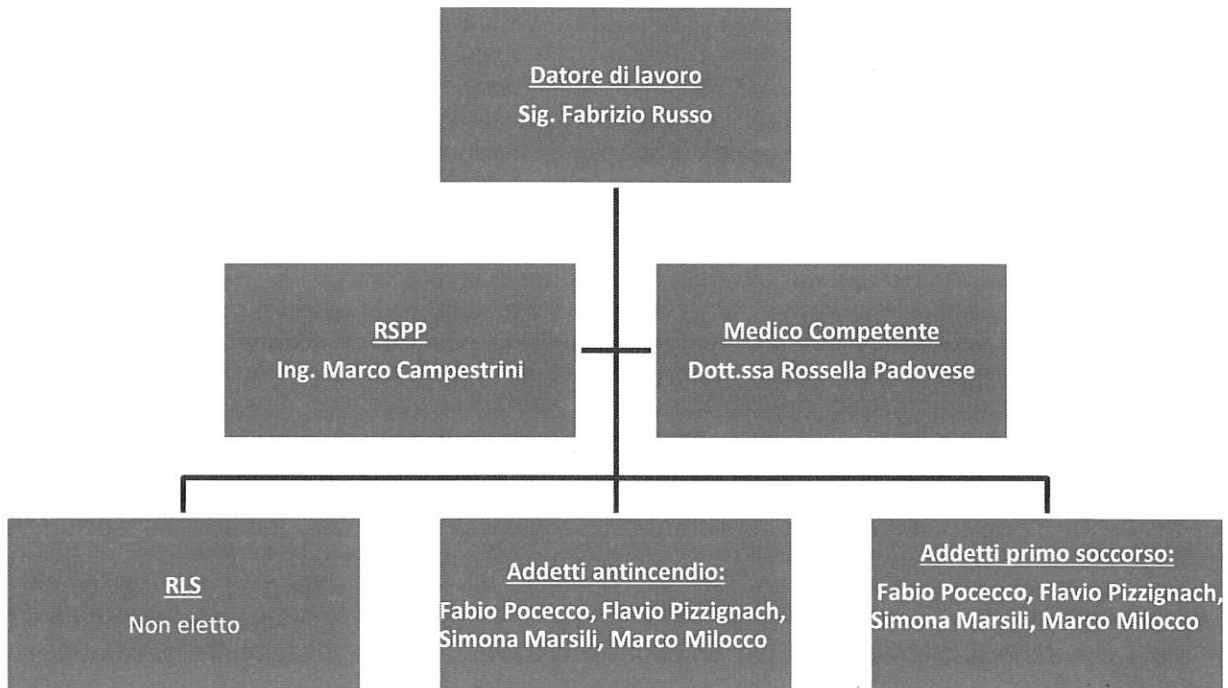 Datore di lavoro
Sig. Fabrizio Russo
RSPP
Ing. Marco Campestrini
Medico Competente
Dott.ssa Rossella Padovese
RLS
Non eletto
Addetti antincendio:
Fabio Pocecco, Flavio Pizzignach,
Simona Marsili, Marco Milocco
Addetti primo soccorso:
Fabio Pocecco, Flavio Pizzignach,
Simona Marsili, Marco Milocco